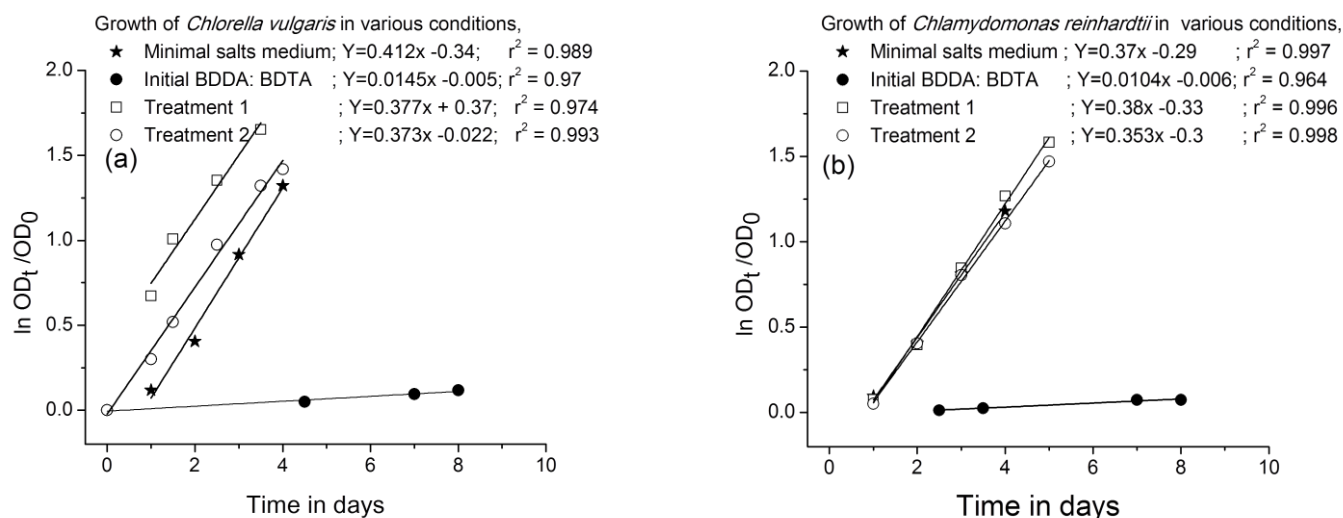 Growth of Chlorella vulgaris in various conditions,
★ Minimal salts medium; Y=0.412x -0.34; r² = 0.989
● Initial BDDA: BDTA ; Y=0.0145x -0.005; r² = 0.97
□ Treatment 1 ; Y=0.377x + 0.37; r² = 0.974
○ Treatment 2 ; Y=0.373x -0.022; r² = 0.993
(a)
2.0
1.5
1.0
0.5
0.0
ln ODt /OD0
0 2 4 6 8 10
Time in days
Growth of Chlamydomonas reinhardtii in various conditions,
★ Minimal salts medium ; Y=0.37x -0.29 ; r² = 0.997
● Initial BDDA: BDTA ; Y=0.0104x -0.006; r² = 0.964
□ Treatment 1 ; Y=0.38x -0.33 ; r² = 0.996
○ Treatment 2 ; Y=0.353x -0.3 ; r² = 0.998
(b)
2.0
1.5
1.0
0.5
0.0
ln ODt /OD0
0 2 4 6 8 10
Time in days